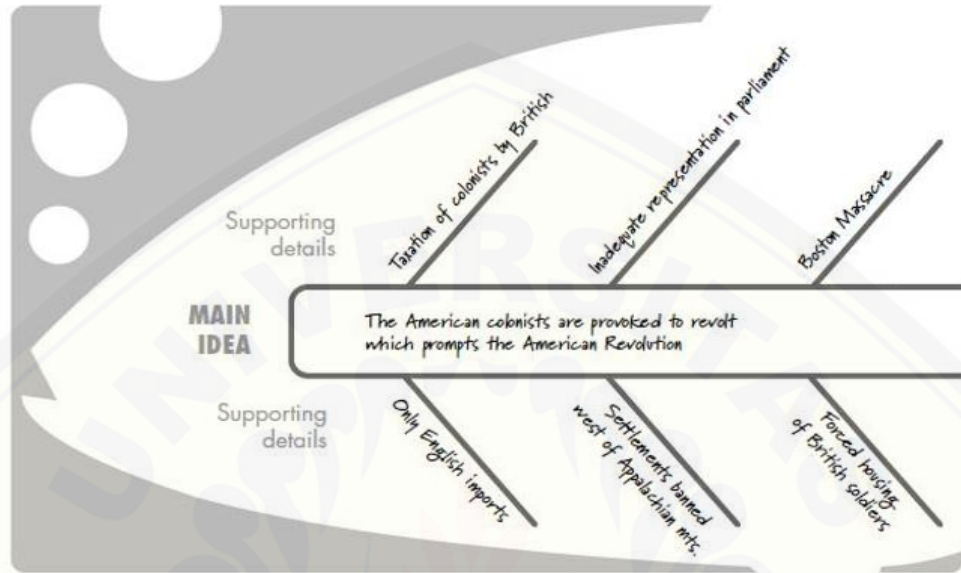 Taxation of colonists by British
Inadequate representation in parliament
Boston Massacre
Supporting
details
MAIN
IDEA
The American colonists are provoked to revolt
which prompts the American Revolution
Supporting
details
Only English imports
Settlements banned
west of Appalachian mts.
Forced housing
of British soldiers
UNIVERSITAS